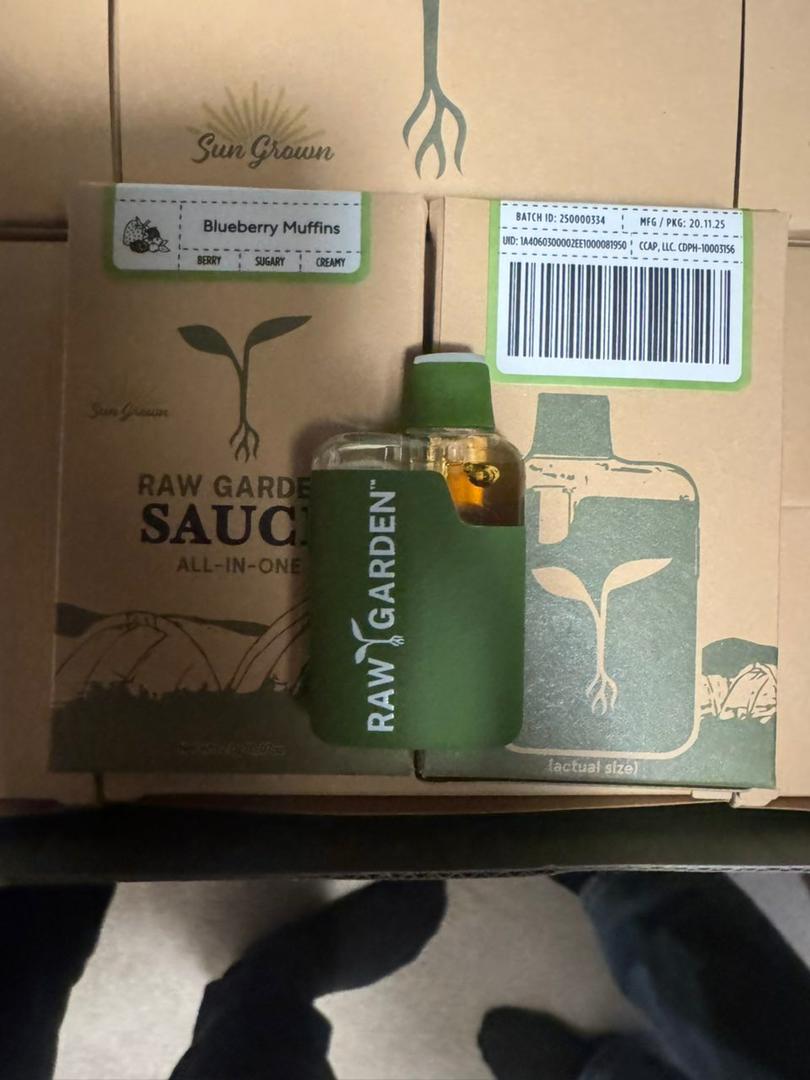 Sun Grown
Blueberry Muffins
BERRY SUGARY CREAMY
BATCH ID: 250000334 MFG / PKG: 20.11.25
UID: 1A4060300002EE1000081950 CCAP, LLC. CDPH-10003156
Sun Grown
RAW GARDE
SAUC
ALL-IN-ONE
RAW GARDEN™
(actual size)